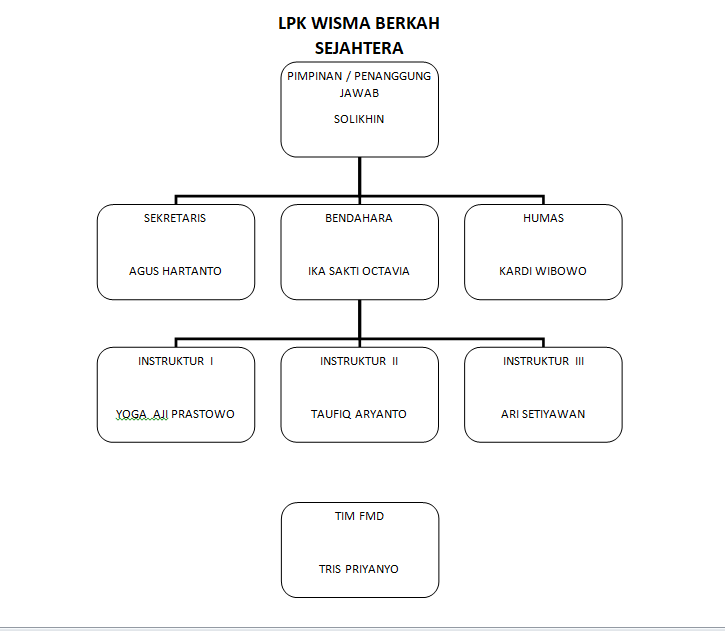 LPK WISMA BERKAH
SEJAHTERA
PIMPINAN / PENANGGUNG
JAWAB
SOLIKHIN
SEKRETARIS
AGUS HARTANTO
BENDAHARA
IKA SAKTI OCTAVIA
HUMAS
KARDI WIBOWO
INSTRUKTUR I
YOGA AJI PRASTOWO
INSTRUKTUR II
TAUFIQ ARYANTO
INSTRUKTUR III
ARI SETIYAWAN
TIM FMD
TRIS PRIYANYO